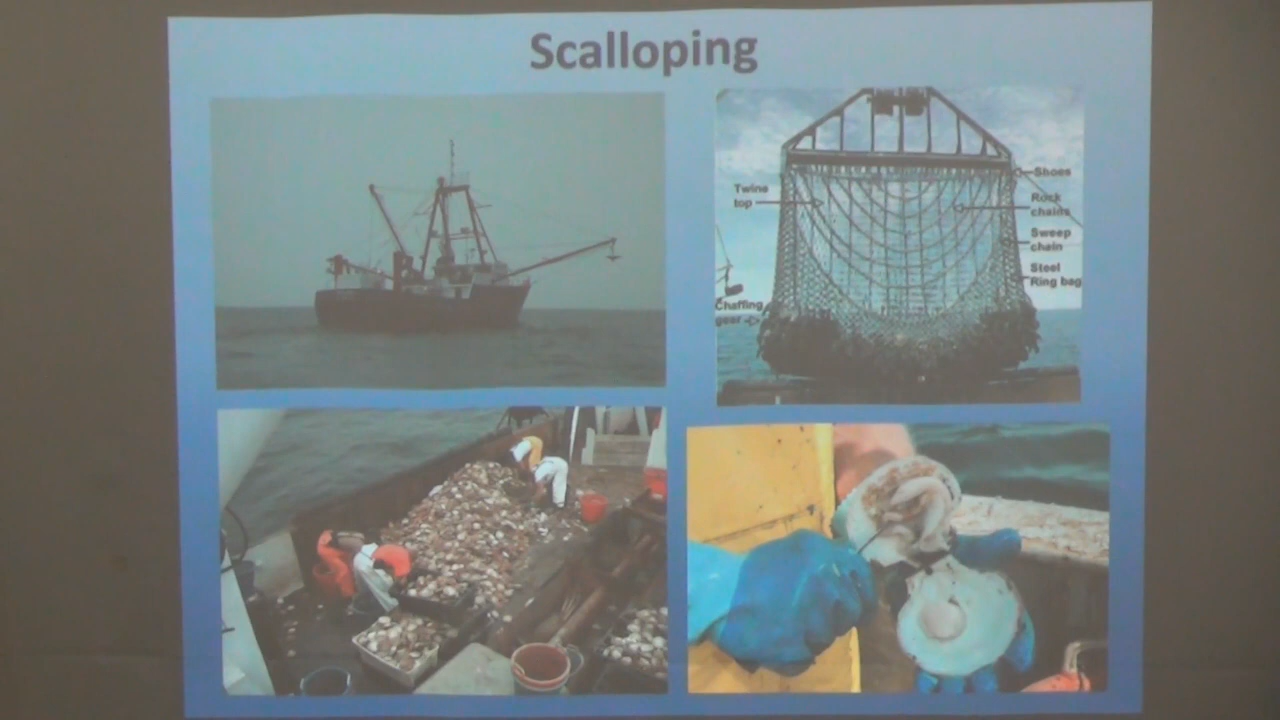 Scalloping
Twine
top
Chaffing
gear
Shoes
Rock
chains
Sweep
chain
Steel
Ring bag